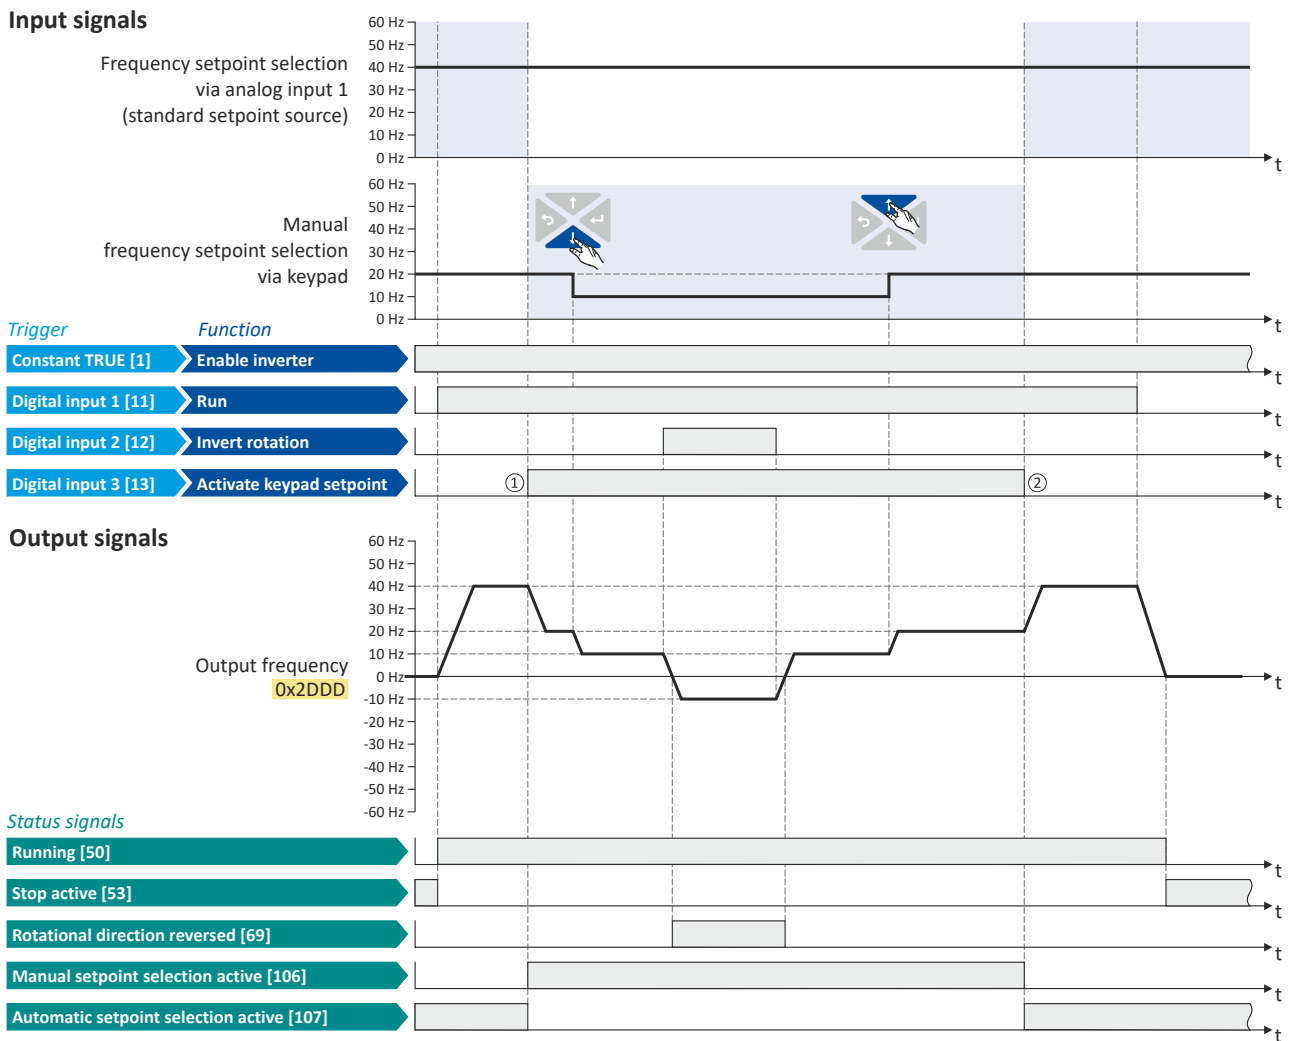 Input signals
60 Hz
50 Hz
40 Hz
30 Hz
20 Hz
10 Hz
0 Hz
Frequency setpoint selection
via analog input 1
(standard setpoint source)
t
60 Hz
50 Hz
40 Hz
30 Hz
20 Hz
10 Hz
0 Hz
Manual
frequency setpoint selection
via keypad
t
Trigger Function
Constant TRUE [1] Enable inverter
t
Digital input 1 [11] Run
t
Digital input 2 [12] Invert rotation
t
Digital input 3 [13] Activate keypad setpoint ① ②
t
Output signals
60 Hz
50 Hz
40 Hz
30 Hz
20 Hz
10 Hz
0 Hz
-10 Hz
-20 Hz
-30 Hz
-40 Hz
-50 Hz
-60 Hz
Output frequency
0x2DDD
t
Status signals
Running [50]
t
Stop active [53]
t
Rotational direction reversed [69]
t
Manual setpoint selection active [106]
t
Automatic setpoint selection active [107]
t